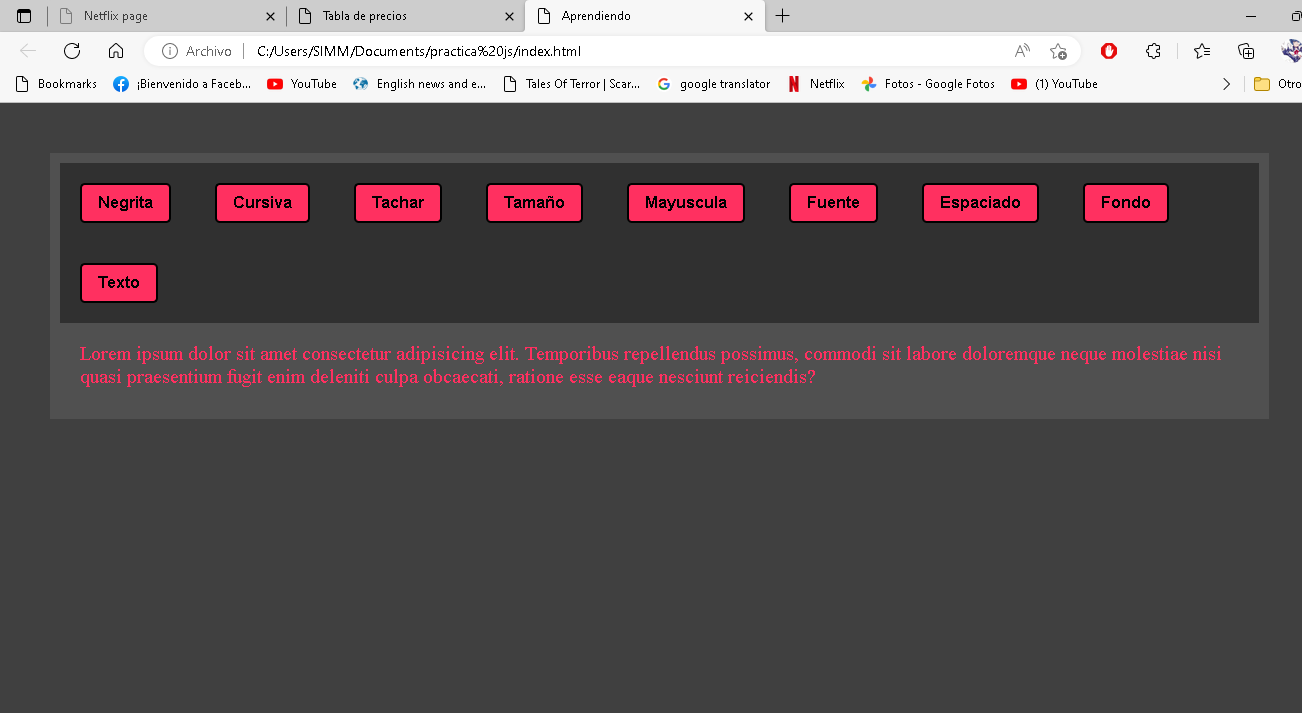 Netflix page Tabla de precios Aprendiendo
Archivo C:/Users/SIMM/Documents/practica%20js/index.html
Bookmarks ¡Bienvenido a Faceb... YouTube English news and e... Tales Of Terror | Scar... google translator Netflix Fotos - Google Fotos (1) YouTube Otro
Negrita Cursiva Tachar Tamaño Mayuscula Fuente Espaciado Fondo
Texto
Lorem ipsum dolor sit amet consectetur adipisicing elit. Temporibus repellendus possimus, commodi sit labore doloremque neque molestiae nisi
quasi praesentium fugit enim deleniti culpa obcaecati, ratione esse eaque nesciunt reiciendis?